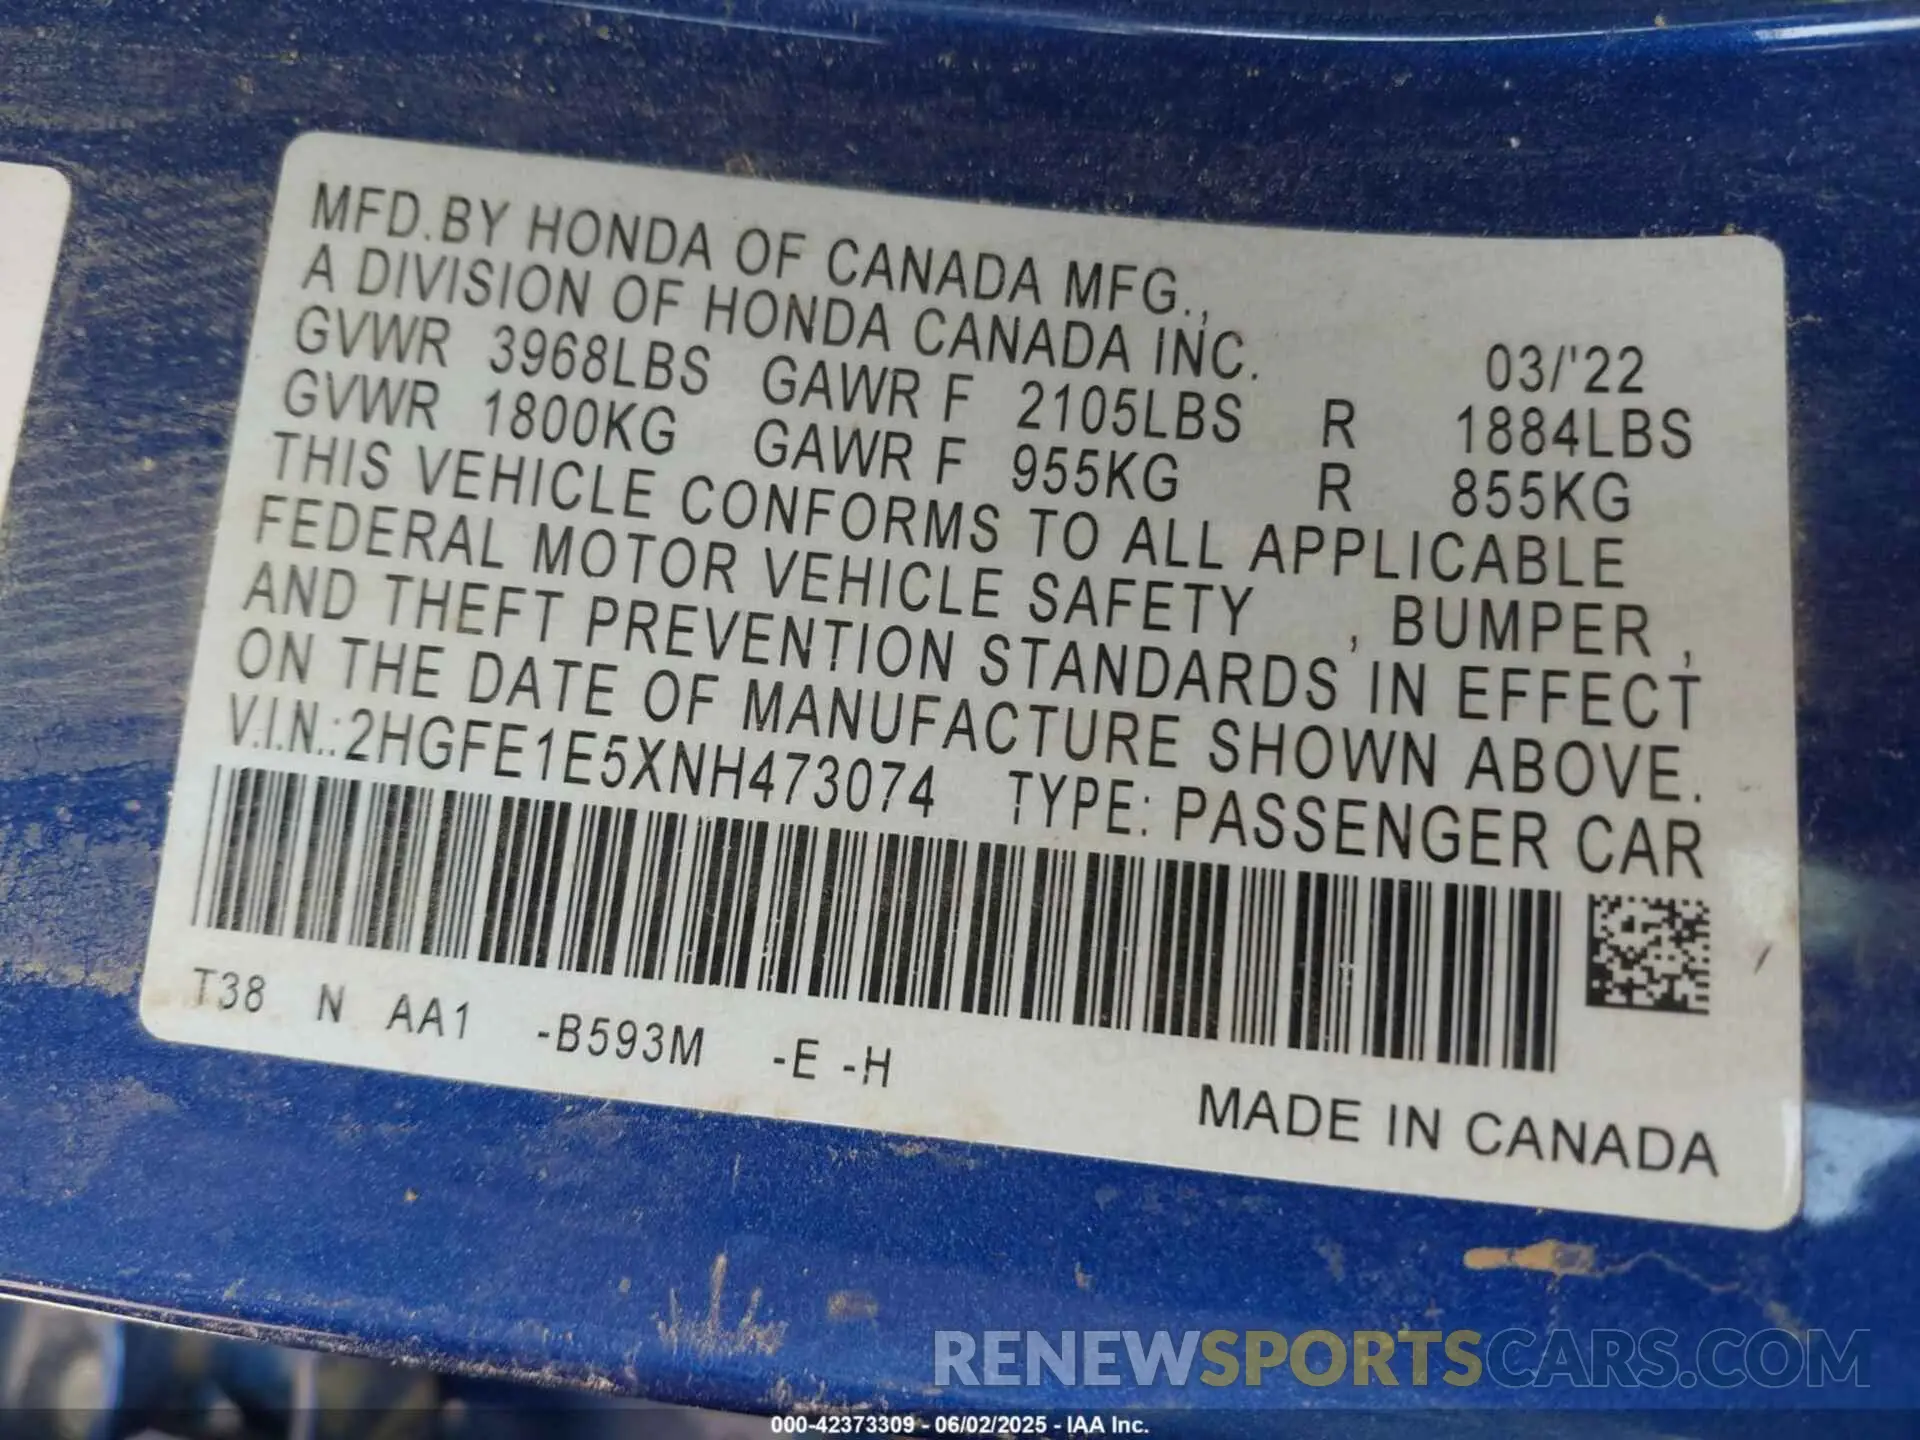 MFD.BY HONDA OF CANADA MFG.,
A DIVISION OF HONDA CANADA INC. 03/'22
GVWR 3968LBS GAWR F 2105LBS R 1884LBS
GVWR 1800KG GAWR F 955KG R 855KG
THIS VEHICLE CONFORMS TO ALL APPLICABLE
FEDERAL MOTOR VEHICLE SAFETY , BUMPER ,
AND THEFT PREVENTION STANDARDS IN EFFECT
ON THE DATE OF MANUFACTURE SHOWN ABOVE.
V.I.N.:2HGFE1E5XNH473074 TYPE: PASSENGER CAR
T38 N AA1 -B593M -E -H
MADE IN CANADA
RENEWSPORTSCARS.COM
000-42373309 - 06/02/2025 - IAA Inc.